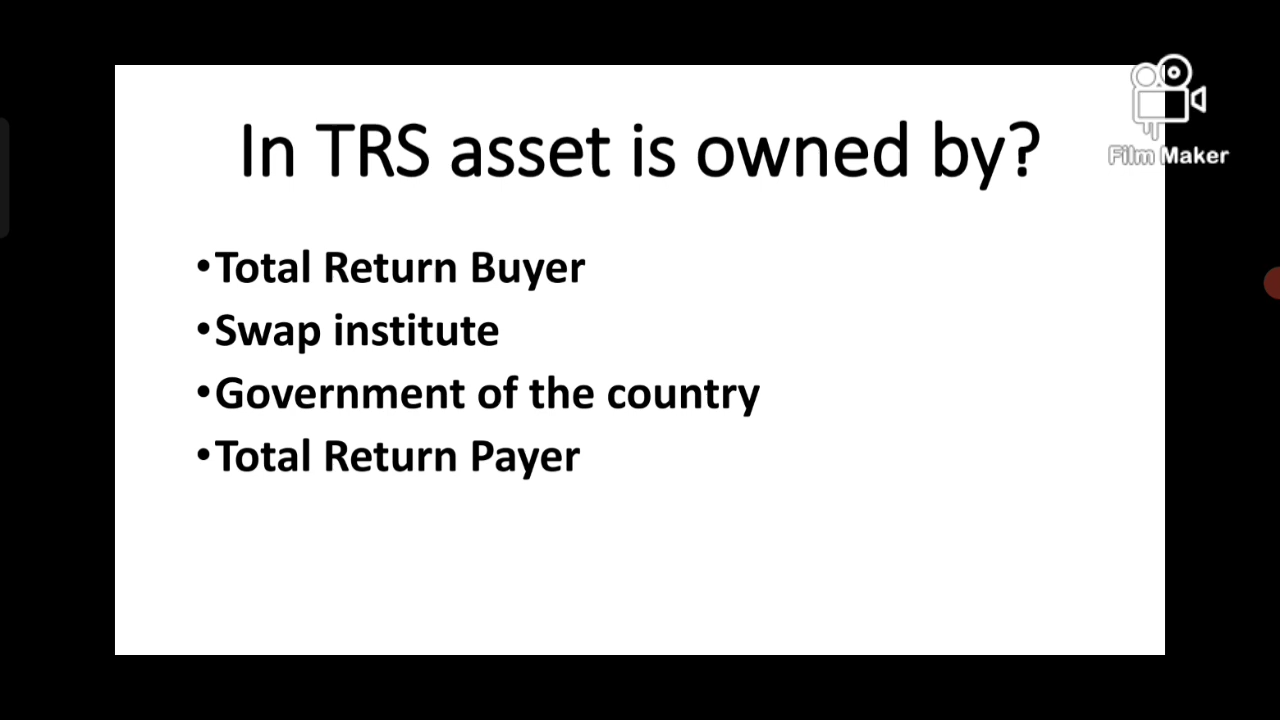 In TRS asset is owned by?
Film Maker
•Total Return Buyer
•Swap institute
•Government of the country
•Total Return Payer